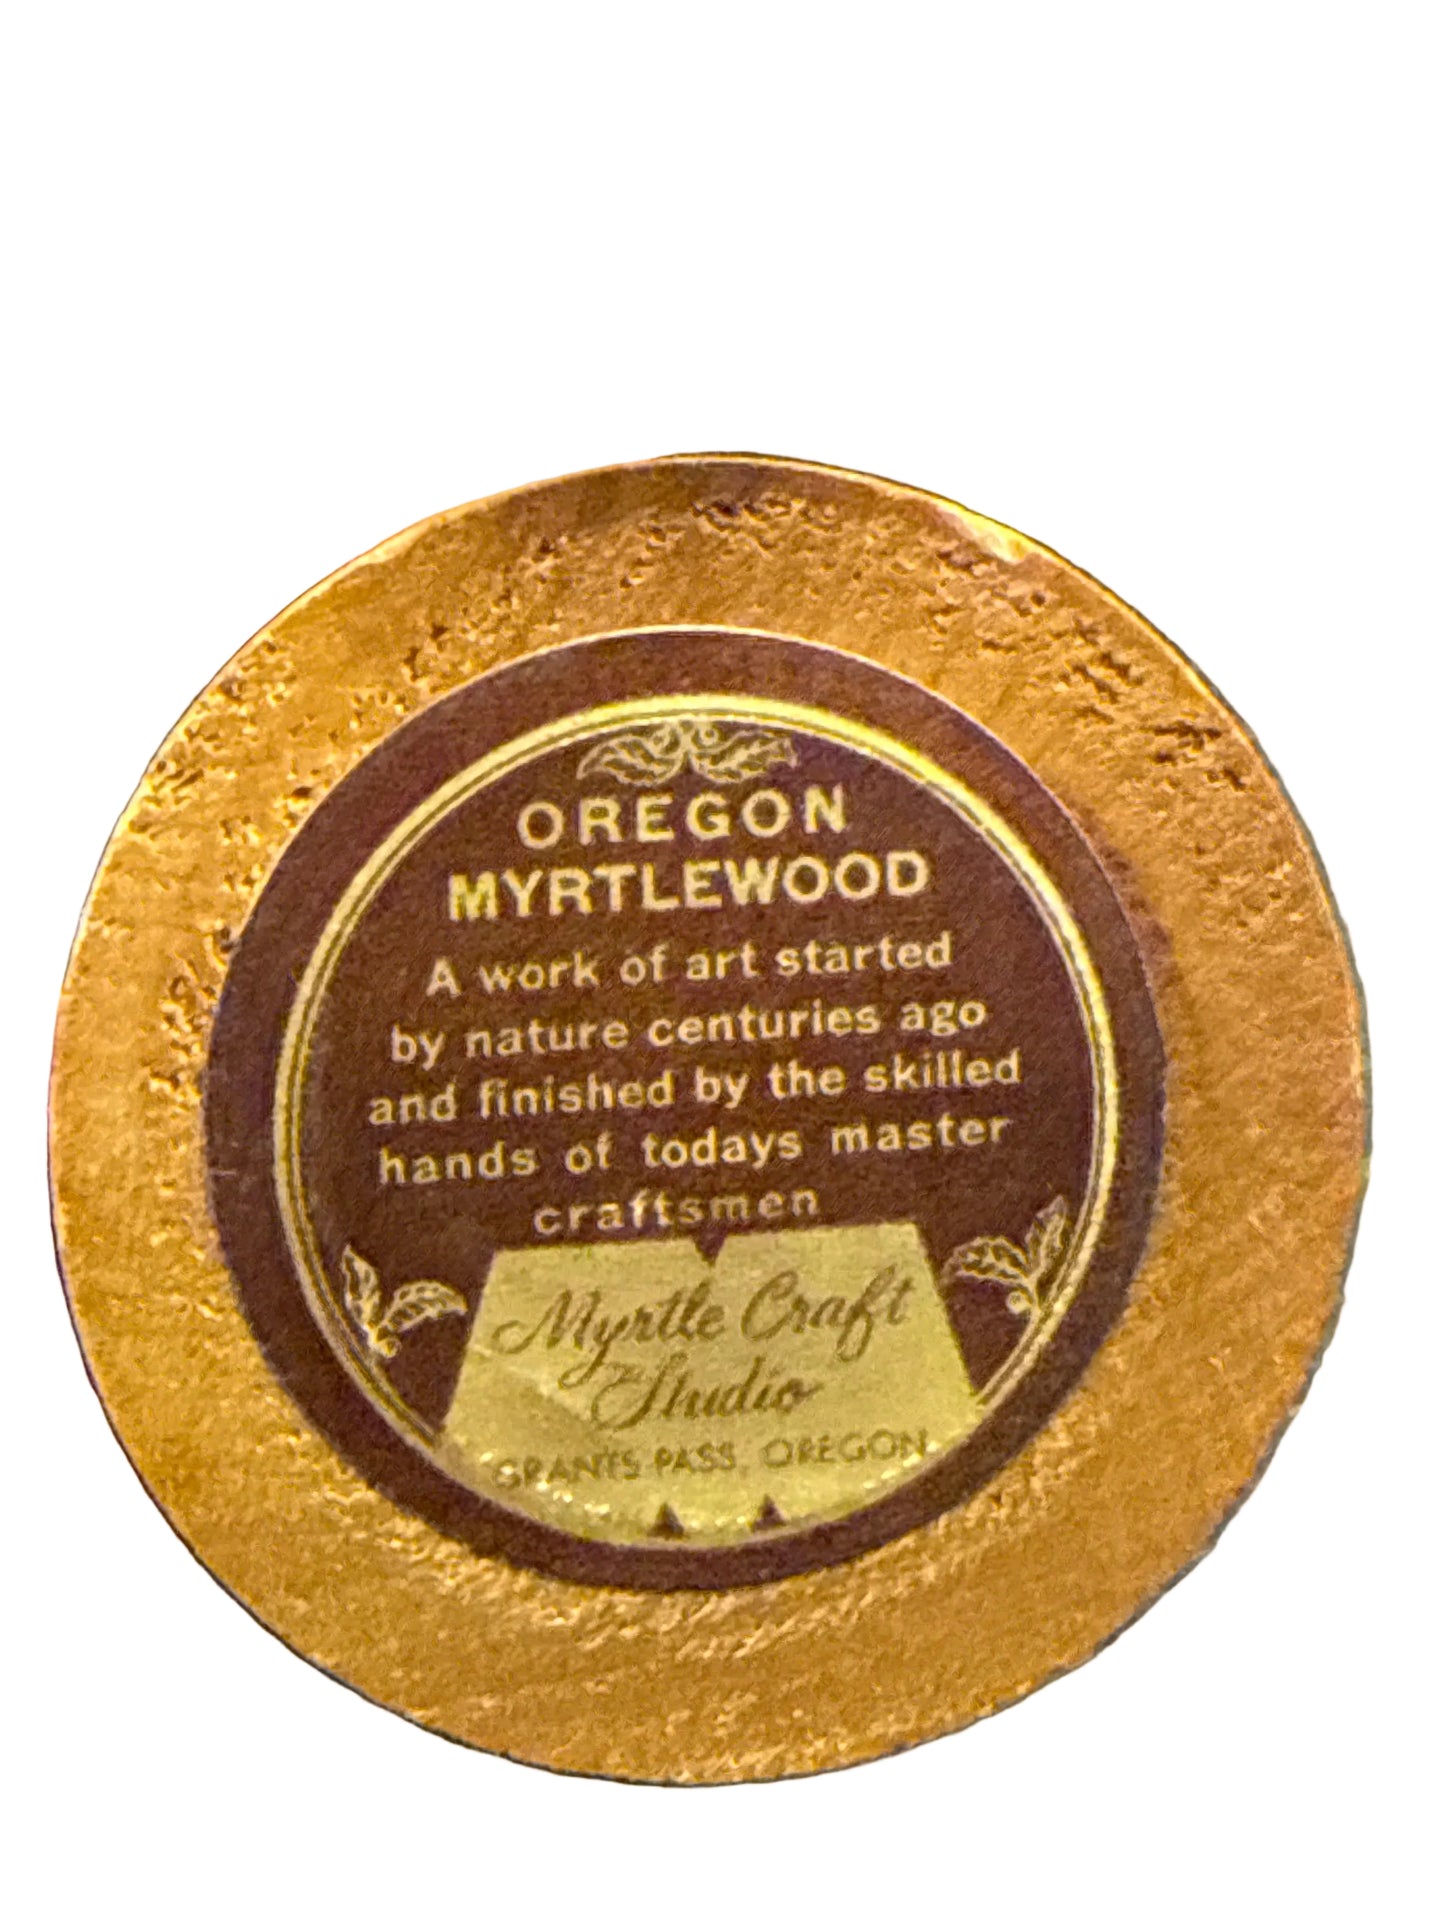 OREGON
MYRTLEWOOD
A work of art started
by nature centuries ago
and finished by the skilled
hands of todays master
craftsmen
Myrtle Craft
Studio
GRANTS PASS, OREGON